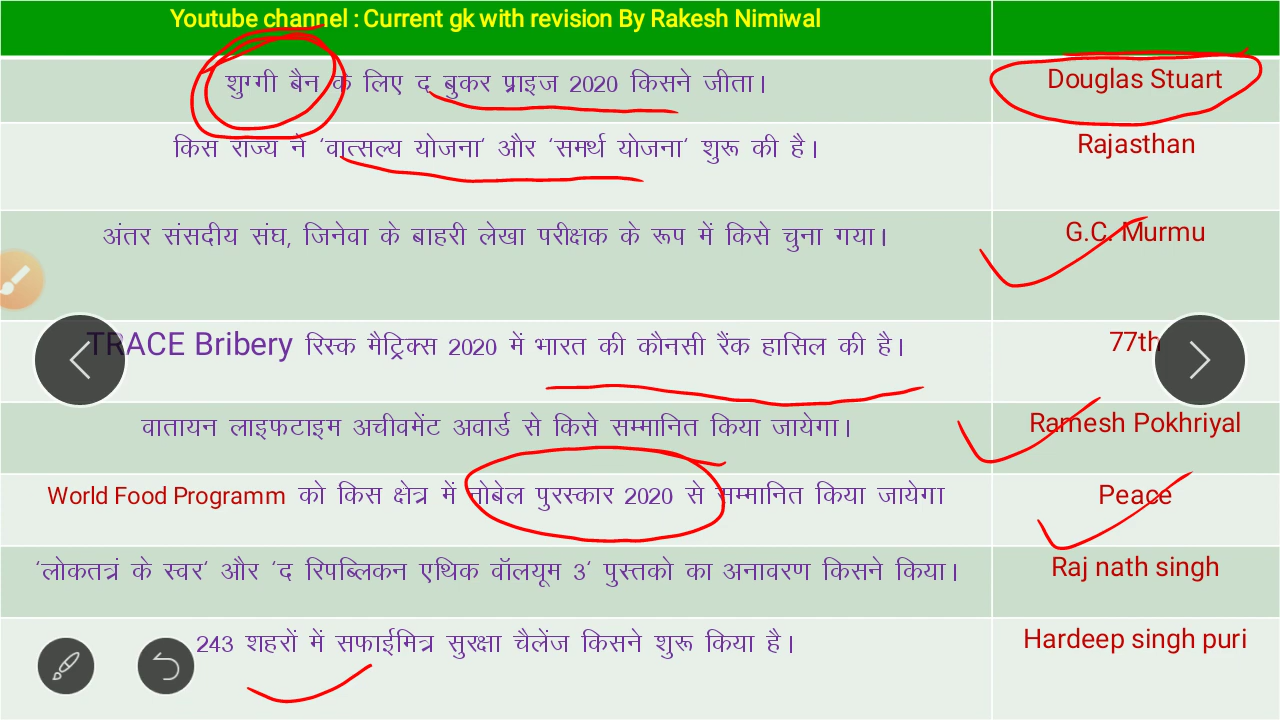 Youtube channel : Current gk with revision By Rakesh Nimiwal
शुग्गी बैन के लिए द बुकर प्राइज 2020 किसने जीता। Douglas Stuart
किस राज्य ने ‘वात्सल्य योजना’ और ‘समर्थ योजना’ शुरू की है। Rajasthan
अंतर संसदीय संघ, जिनेवा के बाहरी लेखा परीक्षक के रूप में किसे चुना गया। G.C. Murmu
TRACE Bribery रिस्क मैट्रिक्स 2020 में भारत की कौनसी रैंक हासिल की है। 77th
वातायन लाइफटाइम अचीवमेंट अवार्ड से किसे सम्मानित किया जायेगा। Ramesh Pokhriyal
World Food Programm को किस क्षेत्र में नोबेल पुरस्कार 2020 से सम्मानित किया जायेगा Peace
‘लोकतत्रं के स्वर’ और ‘द रिपब्लिकन एथिक वॉल्यूम 3’ पुस्तको का अनावरण किसने किया। Raj nath singh
243 शहरों में सफाईमित्र सुरक्षा चैलेंज किसने शुरू किया है। Hardeep singh puri